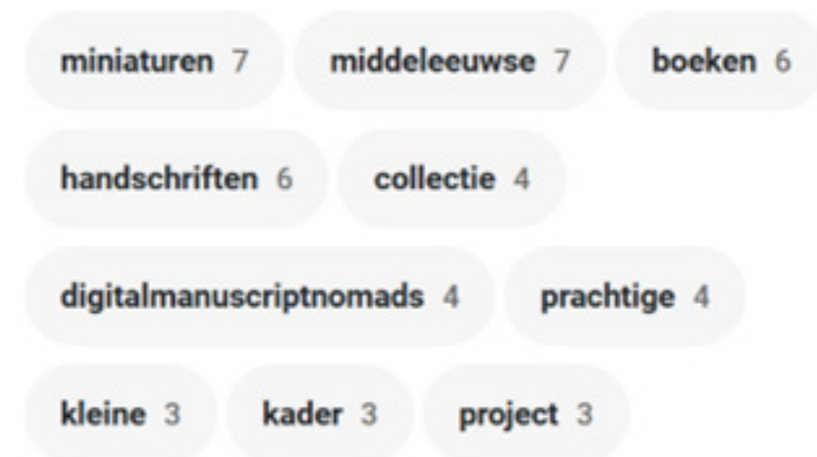 miniaturen 7 middeleeuwse 7 boeken 6
handschriften 6 collectie 4
digitalmanuscriptnomads 4 prachtige 4
kleine 3 kader 3 project 3